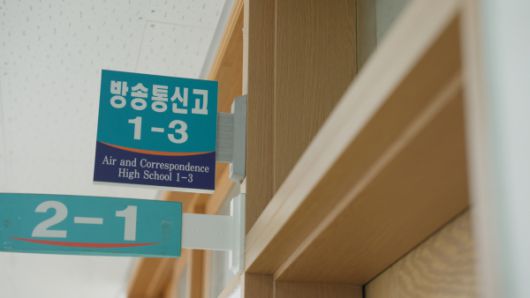 방송통신고
1-3
Air and Correspondence
High School 1-3
2-1